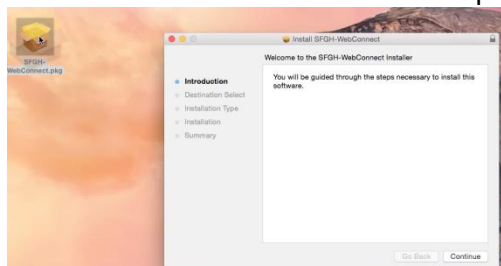 SFGH-
WebConnect.pkg
Install SFGH-WebConnect
Welcome to the SFGH-WebConnect Installer
Introduction
Destination Select
Installation Type
Installation
Summary
You will be guided through the steps necessary to install this
software.
Go Back
Continue